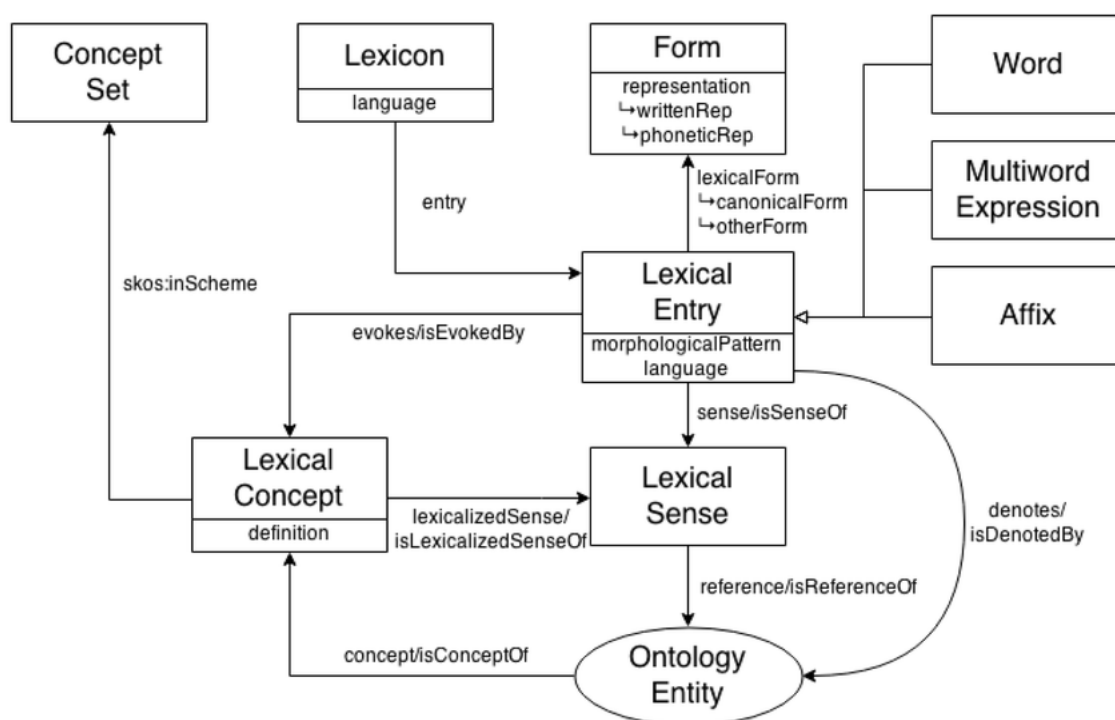 Concept
Set
Lexicon
language
Form
representation
↳writtenRep
↳phoneticRep
Word
Multiword
Expression
Affix
entry
lexicalForm
↳canonicalForm
↳otherForm
skos:inScheme
Lexical
Entry
morphologicalPattern
language
evokes/isEvokedBy
sense/isSenseOf
Lexical
Concept
definition
lexicalizedSense/
isLexicalizedSenseOf
Lexical
Sense
denotes/
isDenotedBy
reference/isReferenceOf
concept/isConceptOf
Ontology
Entity